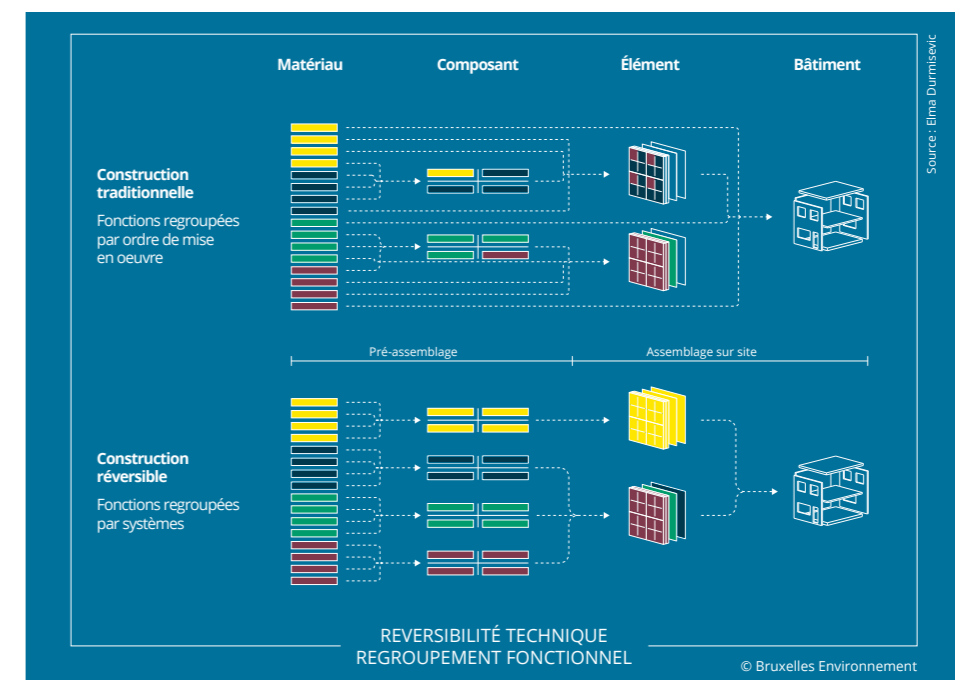 Matériau
Composant
Élément
Bâtiment
Source : Elma Durmisevic
Construction
traditionnelle
Fonctions regroupées
par ordre de mise
en oeuvre
Pré-assemblage
Assemblage sur site
Construction
réversible
Fonctions regroupées
par systèmes
REVERSIBILITÉ TECHNIQUE
REGROUPEMENT FONCTIONNEL
© Bruxelles Environnement